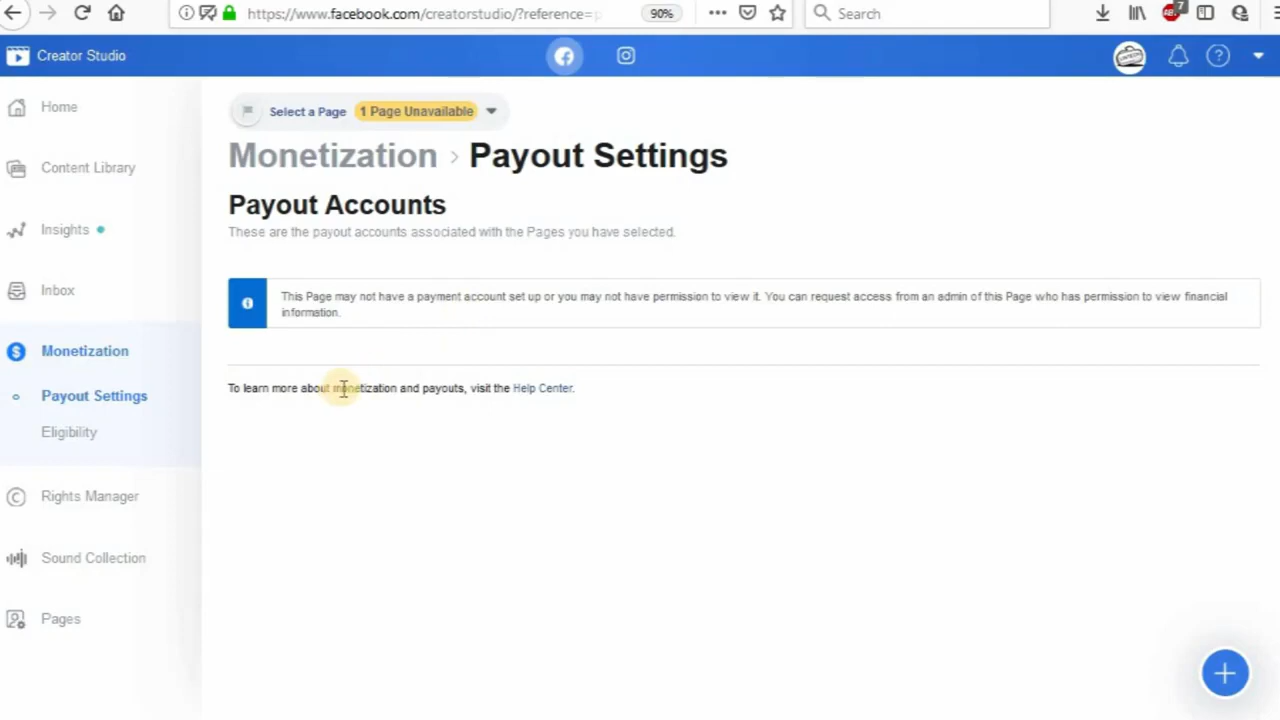 https://www.facebook.com/creatorstudio/?reference=
90%
Search
7
Creator Studio
Home
Content Library
Insights
Inbox
Monetization
Payout Settings
Eligibility
Rights Manager
Sound Collection
Pages
Select a Page 1 Page Unavailable
Monetization > Payout Settings
Payout Accounts
These are the payout accounts associated with the Pages you have selected.
This Page may not have a payment account set up or you may not have permission to view it. You can request access from an admin of this Page who has permission to view financial
information.
To learn more about monetization and payouts, visit the Help Center.